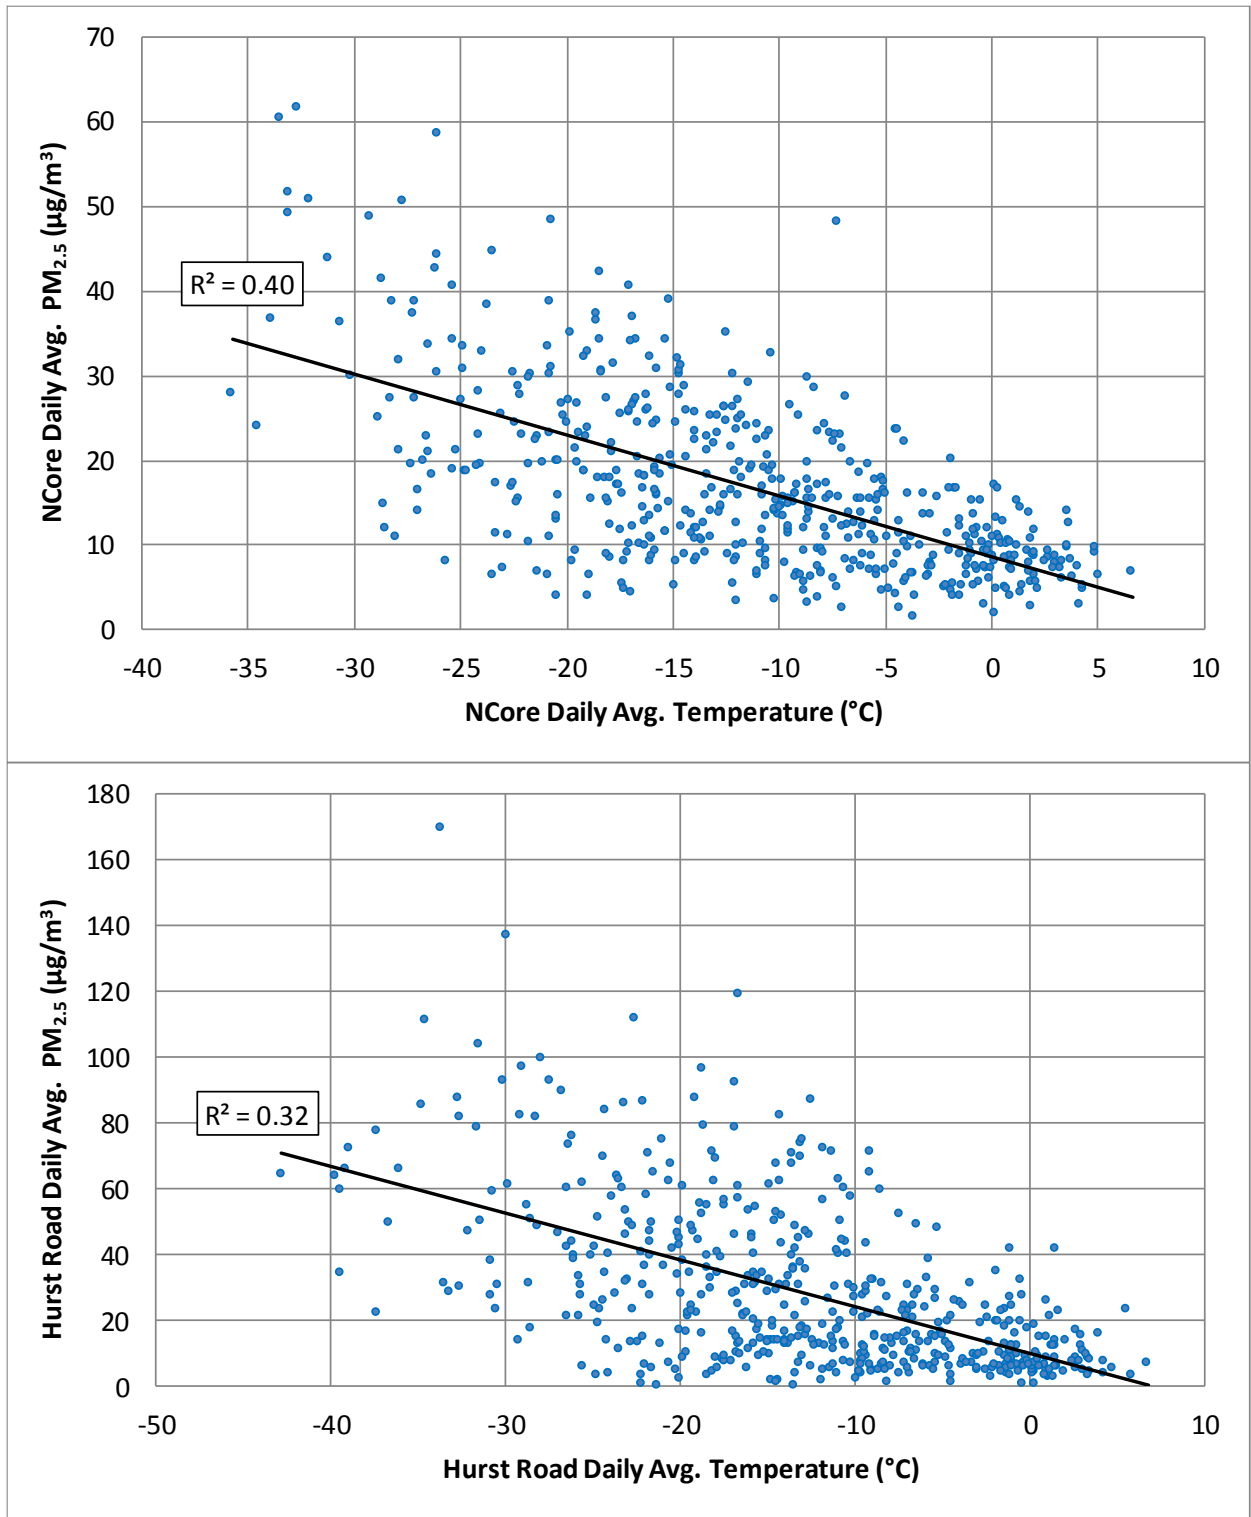 70
60
50
40
30
20
10
0
NCore Daily Avg. PM₂.₅ (µg/m³)
R² = 0.40
-40 -35 -30 -25 -20 -15 -10 -5 0 5 10
NCore Daily Avg. Temperature (°C)
180
160
140
120
100
80
60
40
20
0
Hurst Road Daily Avg. PM₂.₅ (µg/m³)
R² = 0.32
-50 -40 -30 -20 -10 0 10
Hurst Road Daily Avg. Temperature (°C)